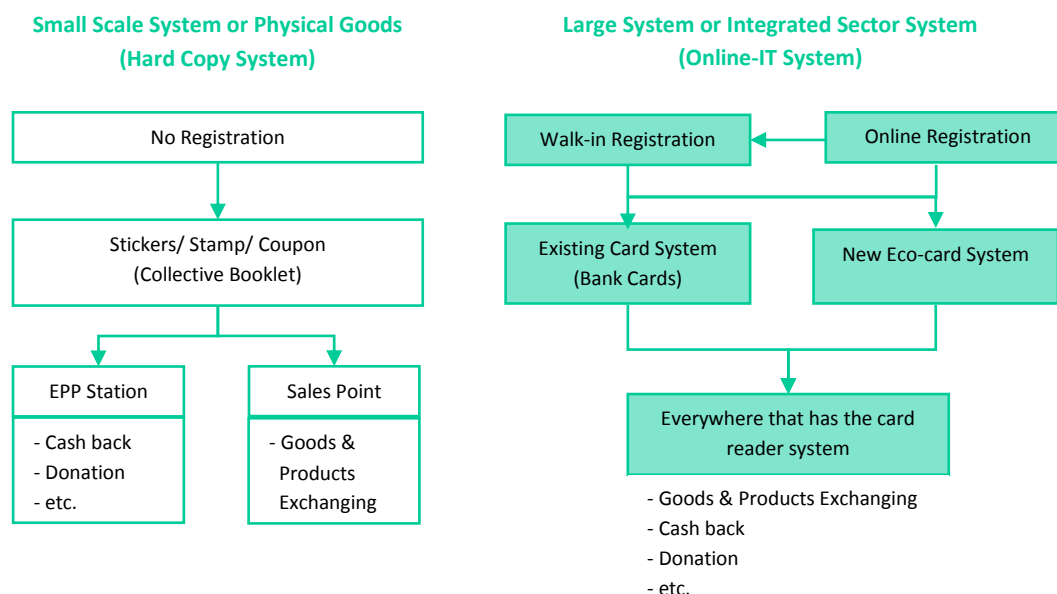 Small Scale System or Physical Goods
(Hard Copy System)
No Registration
Stickers/ Stamp/ Coupon
(Collective Booklet)
EPP Station
- Cash back
- Donation
- etc.
Sales Point
- Goods &
Products
Exchanging
Large System or Integrated Sector System
(Online-IT System)
Walk-in Registration
Online Registration
Existing Card System
(Bank Cards)
New Eco-card System
Everywhere that has the card
reader system
- Goods & Products Exchanging
- Cash back
- Donation
- etc.